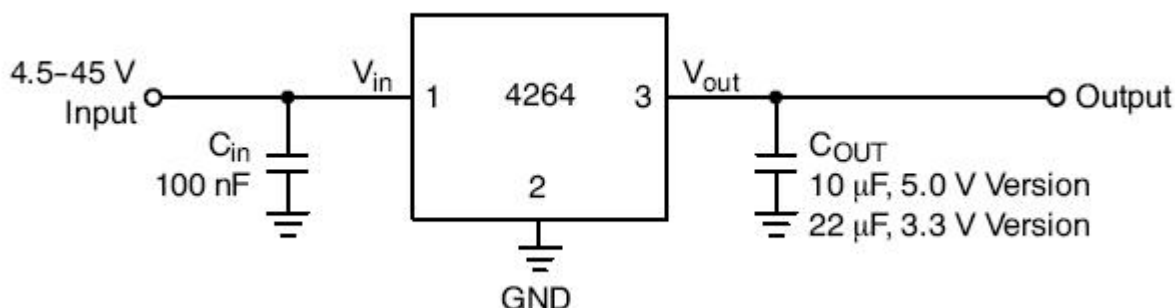 4.5–45 V
Input
V_in
1
4264
3
V_out
Output
C_in
100 nF
2
C_OUT
10 µF, 5.0 V Version
22 µF, 3.3 V Version
GND